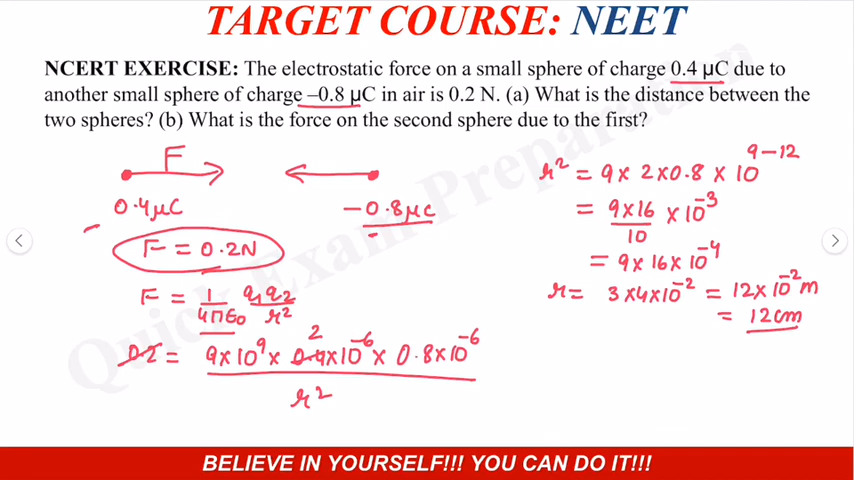 TARGET COURSE: NEET
NCERT EXERCISE: The electrostatic force on a small sphere of charge 0.4 μC due to
another small sphere of charge –0.8 μC in air is 0.2 N. (a) What is the distance between the
two spheres? (b) What is the force on the second sphere due to the first?
F
0.4μC
−0.8μC
F = 0.2N
F = 1/4πε₀ q₁q₂/r²
0.2 = 9×10⁹ × 0.4×10⁻⁶ × 0.8×10⁻⁶ / r²
2
r² = 9 × 2×0.8 × 10⁹⁻¹²
= 9×16/10 ×10⁻³
= 9×16×10⁻⁴
r = 3×4×10⁻² = 12×10⁻² m
= 12cm
Quick Exam Preparation
BELIEVE IN YOURSELF!!! YOU CAN DO IT!!!